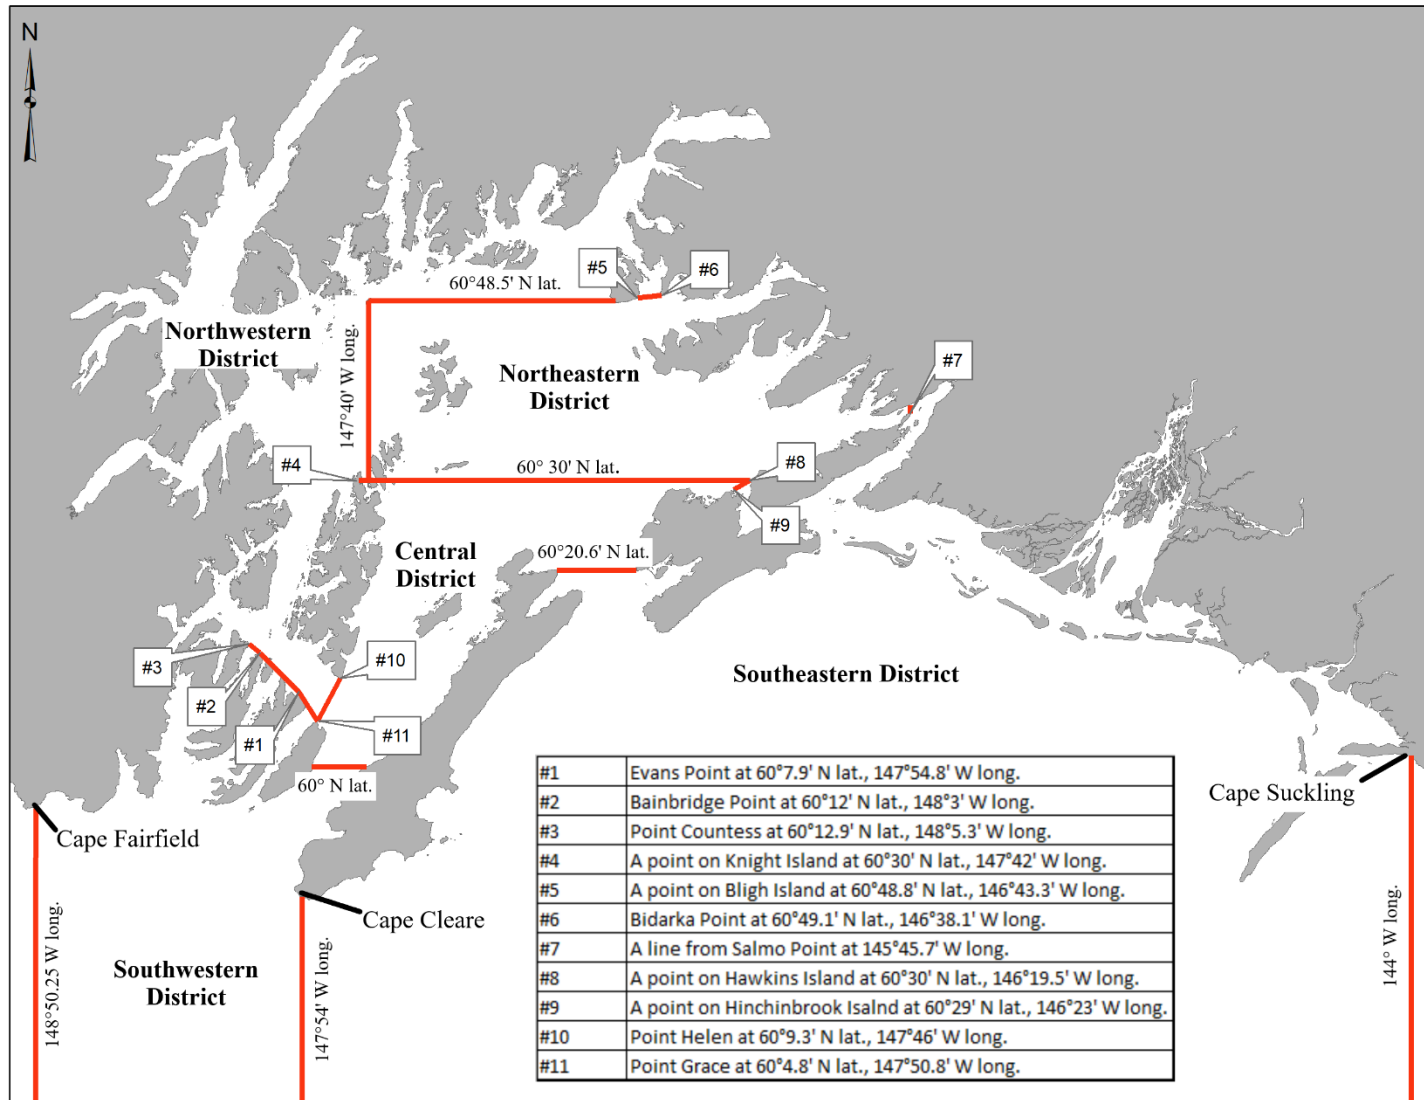 N
#5
#6
60°48.5' N lat.
Northwestern
District
147°40' W long.
Northeastern
District
#7
#4
60° 30' N lat.
#8
#9
Central
District
60°20.6' N lat.
#3
#10
#2
Southeastern District
#1
#11
60° N lat.
Cape Fairfield
Cape Suckling
Cape Cleare
148°50.25 W long.
Southwestern
District
147°54' W long.
144° W long.
#1 Evans Point at 60°7.9' N lat., 147°54.8' W long.
#2 Bainbridge Point at 60°12' N lat., 148°3' W long.
#3 Point Countess at 60°12.9' N lat., 148°5.3' W long.
#4 A point on Knight Island at 60°30' N lat., 147°42' W long.
#5 A point on Bligh Island at 60°48.8' N lat., 146°43.3' W long.
#6 Bidarka Point at 60°49.1' N lat., 146°38.1' W long.
#7 A line from Salmo Point at 145°45.7' W long.
#8 A point on Hawkins Island at 60°30' N lat., 146°19.5' W long.
#9 A point on Hinchinbrook Isalnd at 60°29' N lat., 146°23' W long.
#10 Point Helen at 60°9.3' N lat., 147°46' W long.
#11 Point Grace at 60°4.8' N lat., 147°50.8' W long.